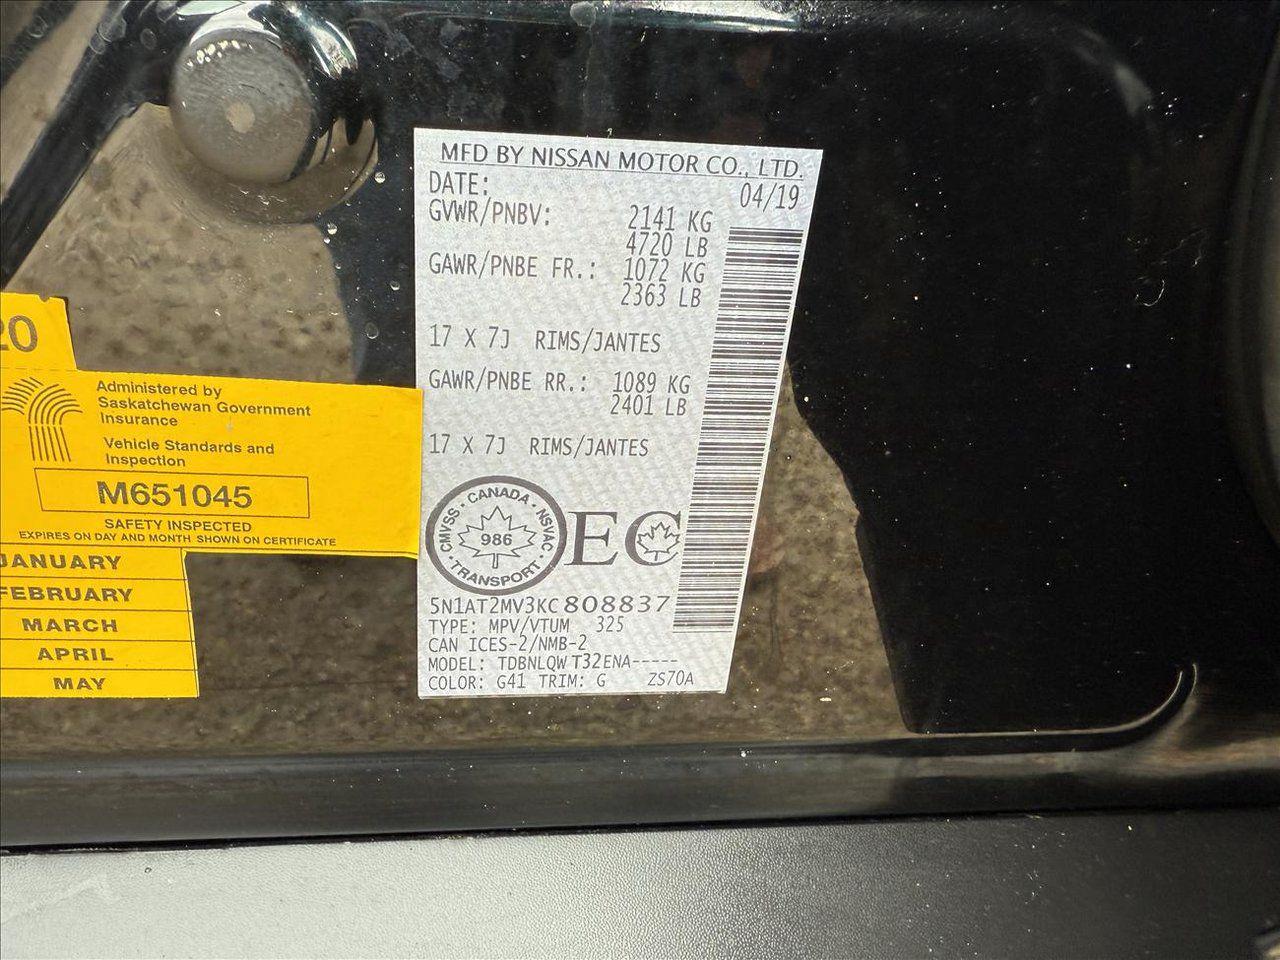 MFD BY NISSAN MOTOR CO., LTD.
DATE: 04/19
GVWR/PNBV: 2141 KG
4720 LB
GAWR/PNBE FR.: 1072 KG
2363 LB
17 X 7J RIMS/JANTES
GAWR/PNBE RR.: 1089 KG
2401 LB
17 X 7J RIMS/JANTES
CANADA
CMVSS · NSVAC
986
TRANSPORT
EC
5N1AT2MV3KC808837
TYPE: MPV/VTUM 325
CAN ICES-2/NMB-2
MODEL: TDBNLQW T32ENA-----
COLOR: G41 TRIM: G ZS70A
20
Administered by
Saskatchewan Government
Insurance
Vehicle Standards and
Inspection
M651045
SAFETY INSPECTED
EXPIRES ON DAY AND MONTH SHOWN ON CERTIFICATE
JANUARY
FEBRUARY
MARCH
APRIL
MAY